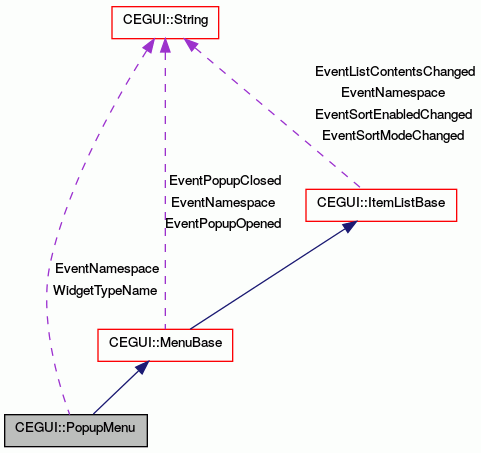 CEGUI::String
EventListContentsChanged
EventNamespace
EventSortEnabledChanged
EventSortModeChanged
EventPopupClosed
EventNamespace
EventPopupOpened
CEGUI::ItemListBase
EventNamespace
WidgetTypeName
CEGUI::MenuBase
CEGUI::PopupMenu